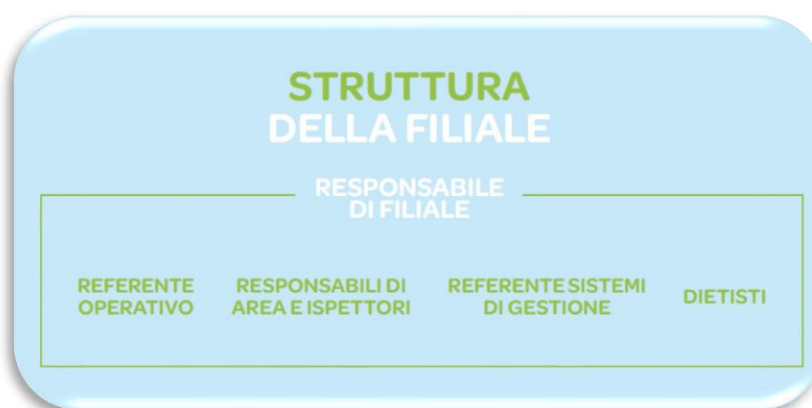 STRUTTURA
DELLA FILIALE
RESPONSABILE
DI FILIALE
REFERENTE
OPERATIVO
RESPONSABILI DI
AREA E ISPETTORI
REFERENTE SISTEMI
DI GESTIONE
DIETISTI